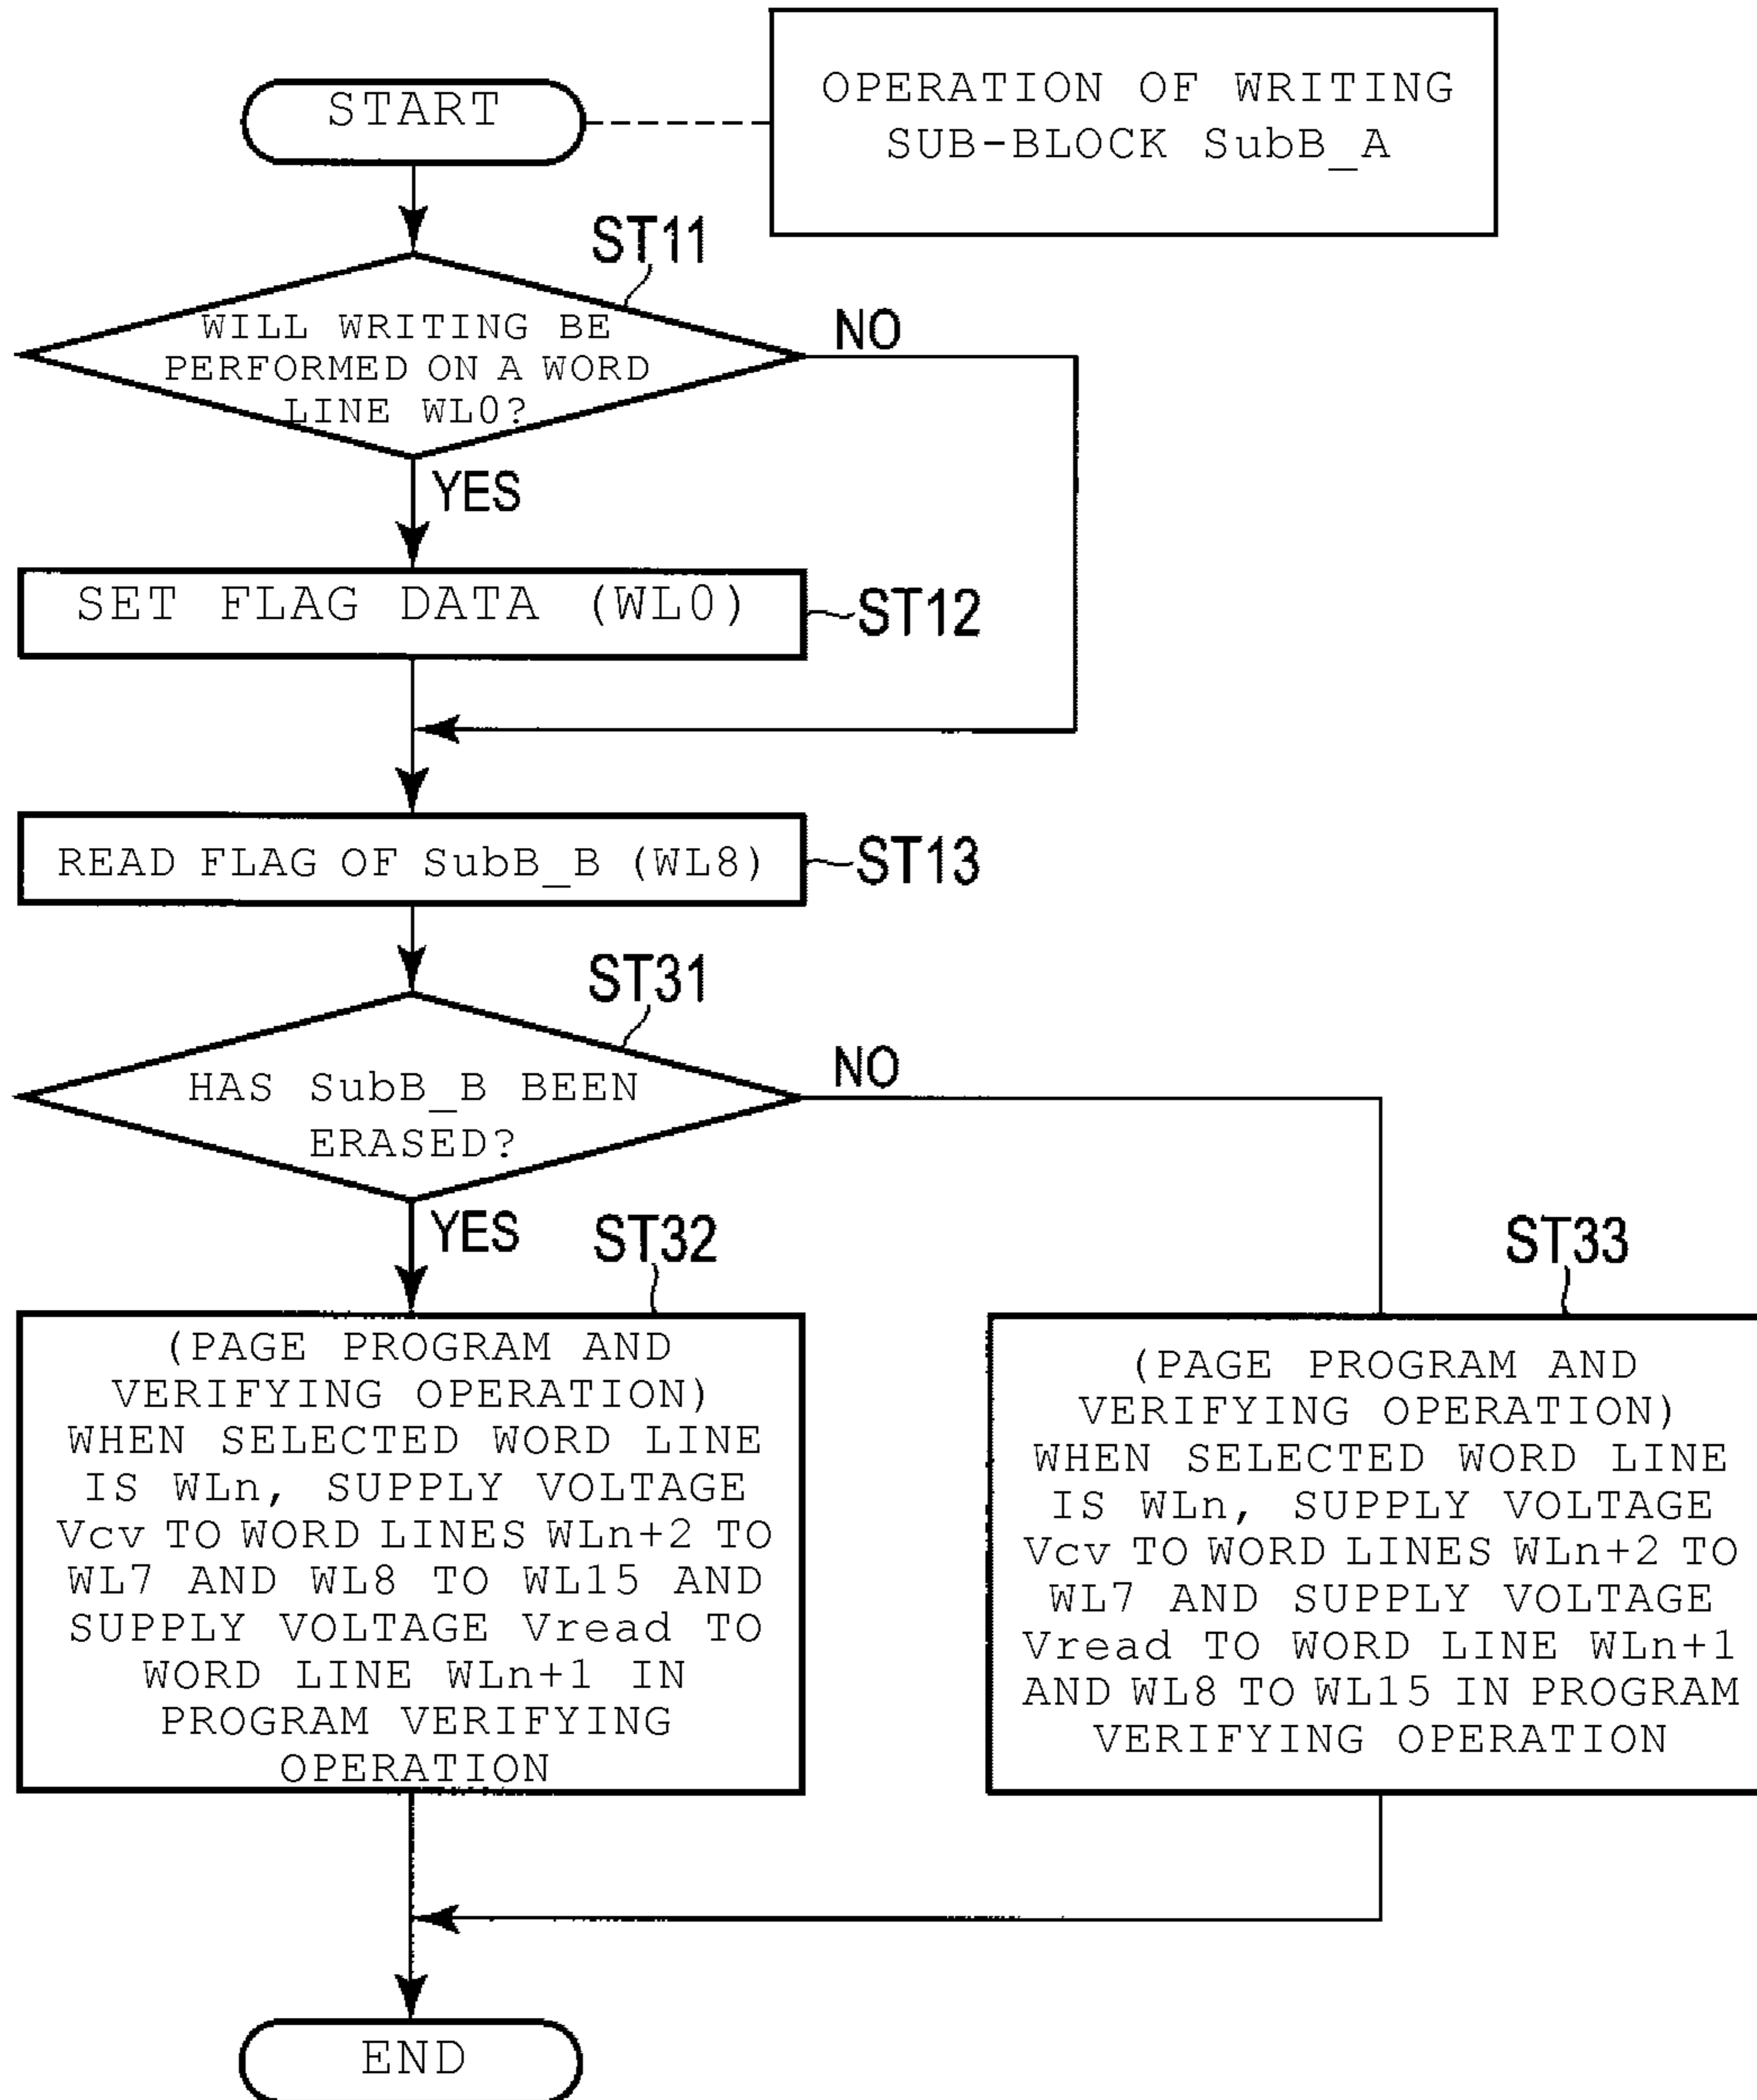 START
OPERATION OF WRITING
SUB-BLOCK SubB_A
ST11
WILL WRITING BE
PERFORMED ON A WORD
LINE WL0?
NO
YES
SET FLAG DATA (WL0)
ST12
READ FLAG OF SubB_B (WL8)
ST13
ST31
HAS SubB_B BEEN
ERASED?
NO
YES
ST32
(PAGE PROGRAM AND
VERIFYING OPERATION)
WHEN SELECTED WORD LINE
IS WLn, SUPPLY VOLTAGE
Vcv TO WORD LINES WLn+2 TO
WL7 AND WL8 TO WL15 AND
SUPPLY VOLTAGE Vread TO
WORD LINE WLn+1 IN
PROGRAM VERIFYING
OPERATION
ST33
(PAGE PROGRAM AND
VERIFYING OPERATION)
WHEN SELECTED WORD LINE
IS WLn, SUPPLY VOLTAGE
Vcv TO WORD LINES WLn+2 TO
WL7 AND SUPPLY VOLTAGE
Vread TO WORD LINE WLn+1
AND WL8 TO WL15 IN PROGRAM
VERIFYING OPERATION
END